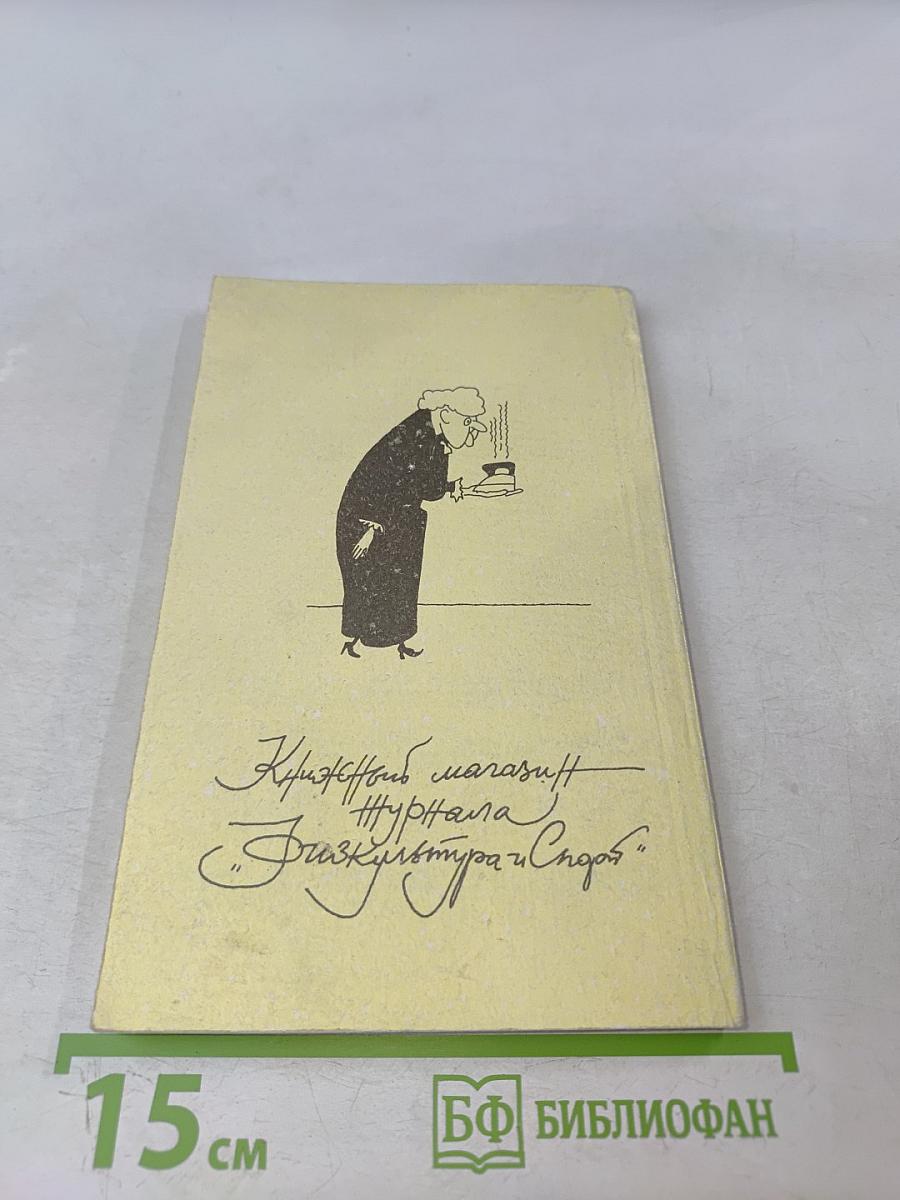 Книжный магазин
журнала
„Физкультура и Спорт"
15 см
БФ БИБЛИОФАН